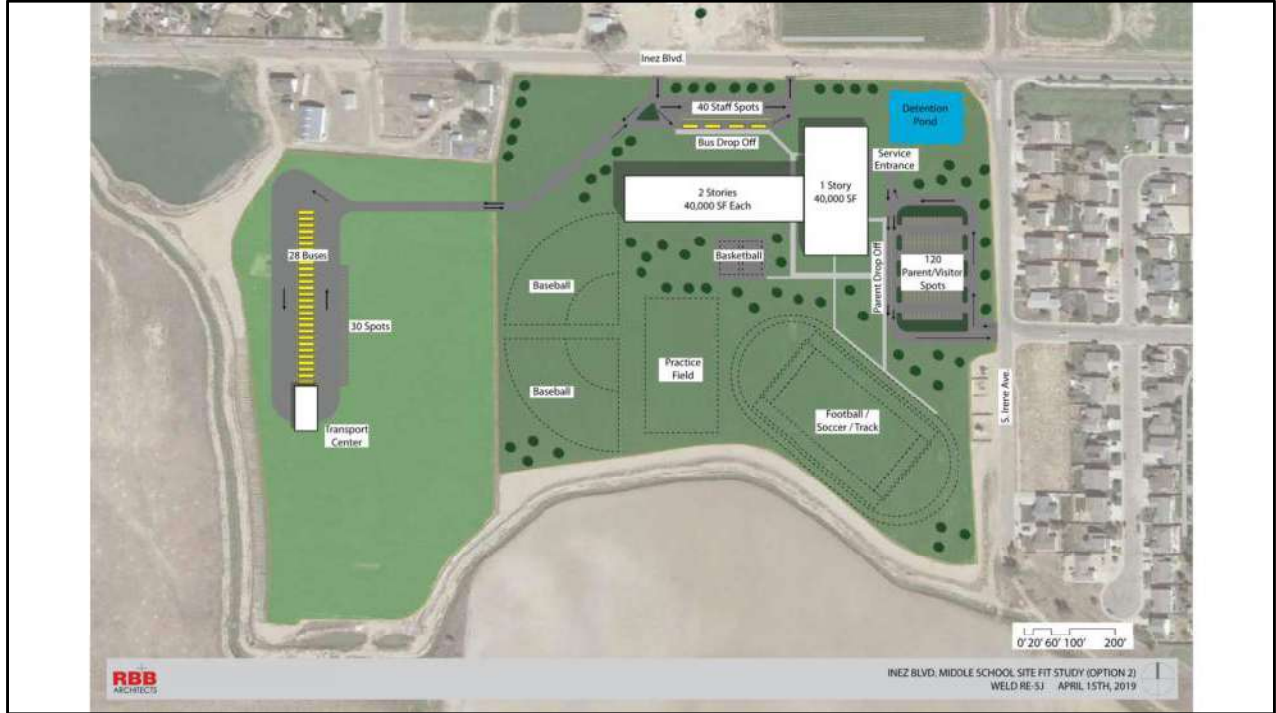 Inez Blvd.
40 Staff Spots
Bus Drop Off
Detention
Pond
Service
Entrance
2 Stories
40,000 SF Each
1 Story
40,000 SF
28 Buses
Basketball
120
Parent/Visitor
Spots
Parent Drop Off
Baseball
30 Spots
Practice
Field
Baseball
S. Irene Ave.
Football /
Soccer / Track
Transport
Center
0' 20' 60' 100' 200'
RBB
ARCHITECTS
INEZ BLVD. MIDDLE SCHOOL SITE FIT STUDY (OPTION 2)
WELD RE-5J APRIL 15TH, 2019